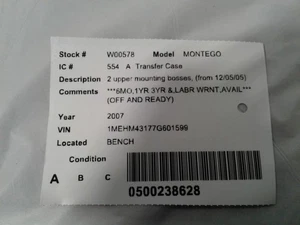 Stock # W00578 Model MONTEGO
IC # 554 A Transfer Case
Description 2 upper mounting bosses, (from 12/05/05)
Comments ***6MO,1YR 3YR &,LABR WRNT,AVAIL***
(OFF AND READY)
Year 2007
VIN 1MEHM43177G601599
Located BENCH
Condition
A B C
0500238628